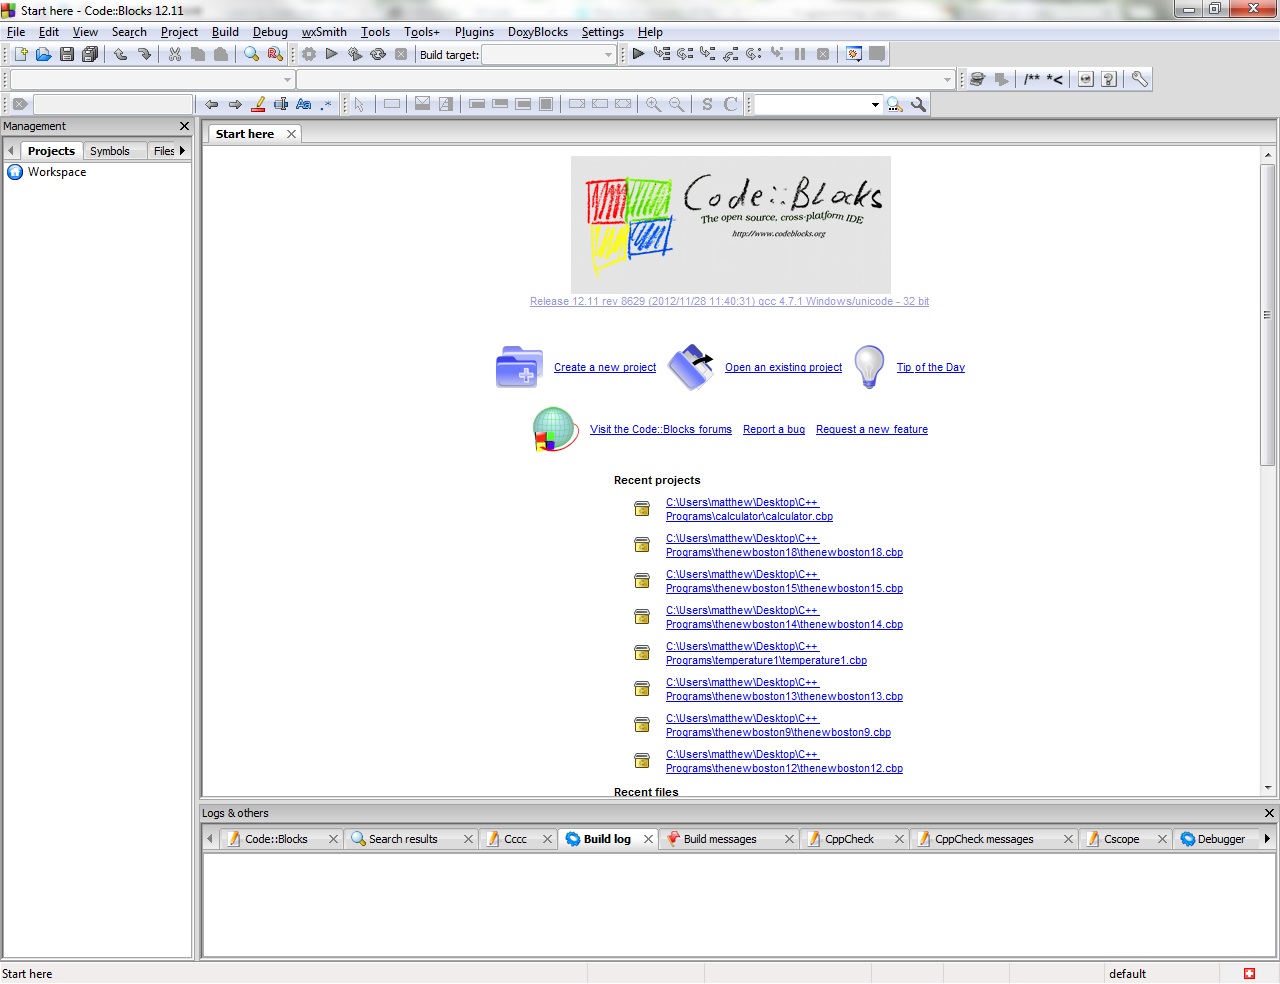 Start here - Code::Blocks 12.11
File Edit View Search Project Build Debug wxSmith Tools Tools+ Plugins DoxyBlocks Settings Help
Build target:
/** *<
Aa .*
S C
Management
Projects Symbols Files
Workspace
Start here
Code::Blocks
The open source, cross-platform IDE
http://www.codeblocks.org
Release 12.11 rev 8629 (2012/11/28 11:40:31) gcc 4.7.1 Windows/unicode - 32 bit
Create a new project Open an existing project Tip of the Day
Visit the Code::Blocks forums Report a bug Request a new feature
Recent projects
C:\Users\matthew\Desktop\C++
Programs\calculator\calculator.cbp
C:\Users\matthew\Desktop\C++
Programs\thenewboston18\thenewboston18.cbp
C:\Users\matthew\Desktop\C++
Programs\thenewboston15\thenewboston15.cbp
C:\Users\matthew\Desktop\C++
Programs\thenewboston14\thenewboston14.cbp
C:\Users\matthew\Desktop\C++
Programs\temperature1\temperature1.cbp
C:\Users\matthew\Desktop\C++
Programs\thenewboston13\thenewboston13.cbp
C:\Users\matthew\Desktop\C++
Programs\thenewboston9\thenewboston9.cbp
C:\Users\matthew\Desktop\C++
Programs\thenewboston12\thenewboston12.cbp
Recent files
Logs & others
Code::Blocks Search results Cccc Build log Build messages CppCheck CppCheck messages Cscope Debugger
Start here default